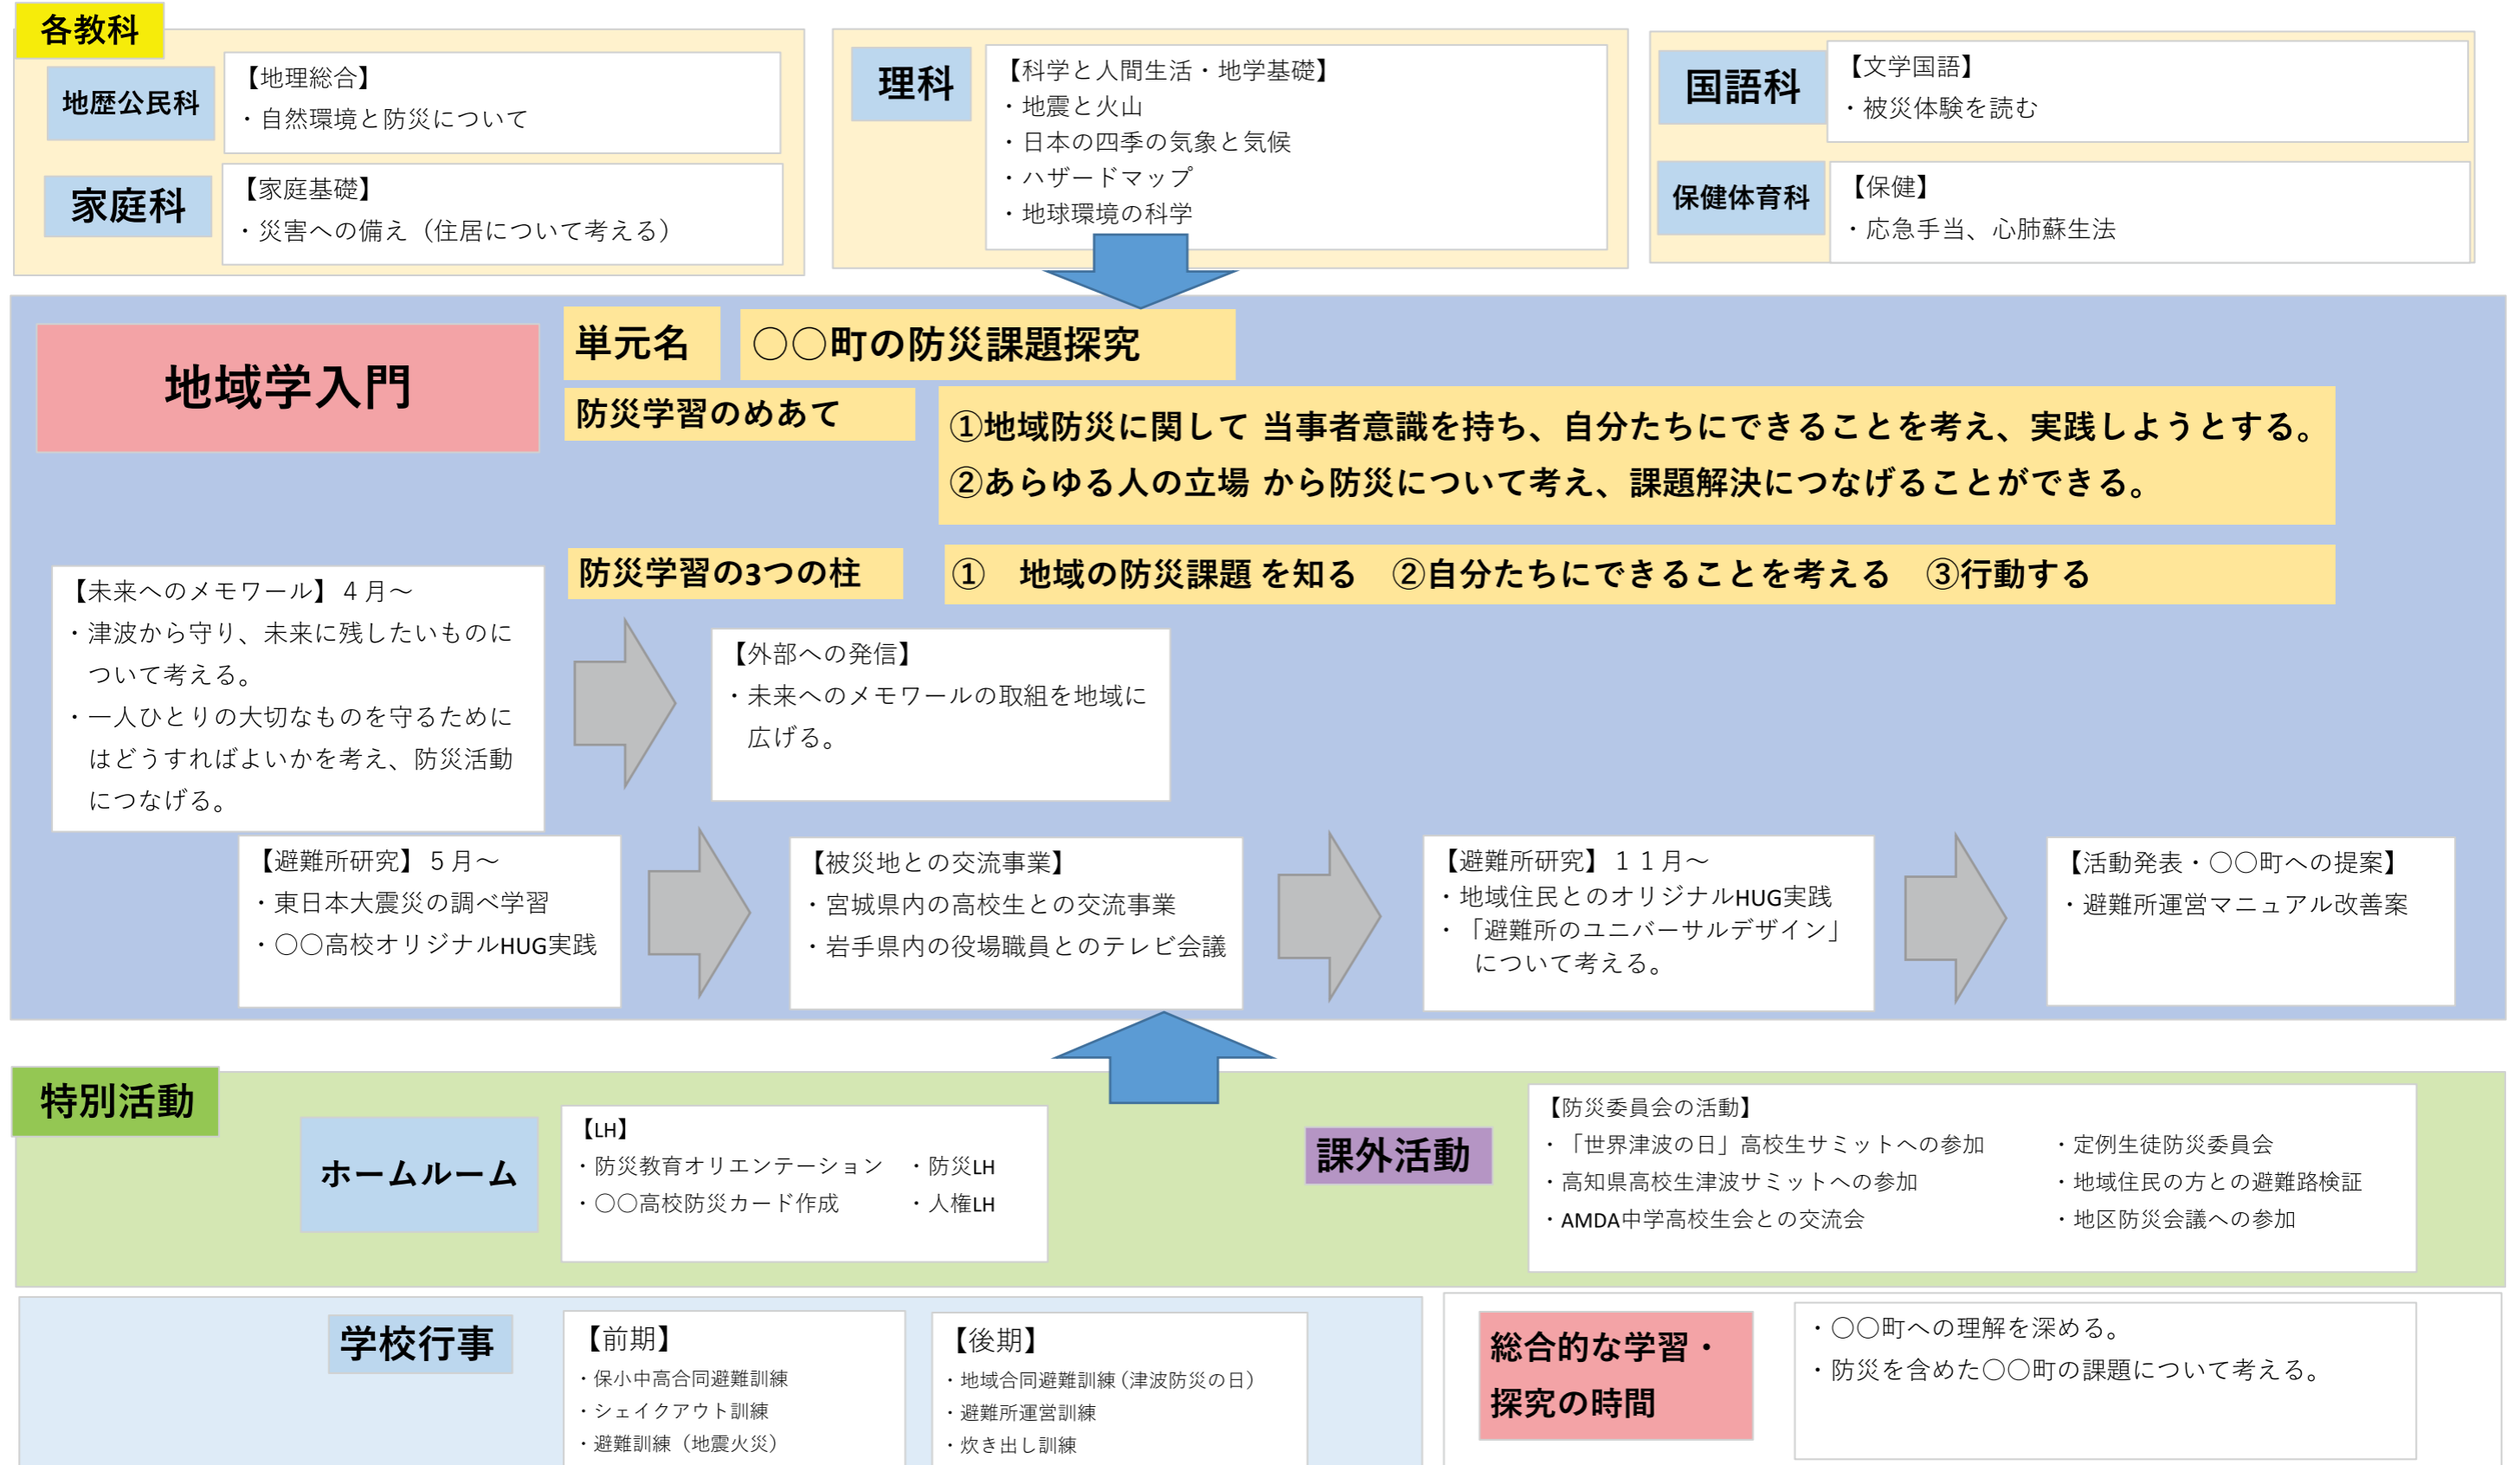 各教科
地歴公民科
【地理総合】
・自然環境と防災について
家庭科
【家庭基礎】
・災害への備え（住居について考える）
理科
【科学と人間生活・地学基礎】
・地震と火山
・日本の四季の気象と気候
・ハザードマップ
・地球環境の科学
国語科
【文学国語】
・被災体験を読む
保健体育科
【保健】
・応急手当、心肺蘇生法
地域学入門
単元名
〇〇町の防災課題探究
防災学習のめあて
①地域防災に関して 当事者意識を持ち、自分たちにできることを考え、実践しようとする。
②あらゆる人の立場 から防災について考え、課題解決につなげることができる。
防災学習の3つの柱
①　地域の防災課題 を知る　②自分たちにできることを考える　③行動する
【未来へのメモワール】４月～
・津波から守り、未来に残したいものに
ついて考える。
・一人ひとりの大切なものを守るために
はどうすればよいかを考え、防災活動
につなげる。
【外部への発信】
・未来へのメモワールの取組を地域に
広げる。
【避難所研究】５月～
・東日本大震災の調べ学習
・〇〇高校オリジナルHUG実践
【被災地との交流事業】
・宮城県内の高校生との交流事業
・岩手県内の役場職員とのテレビ会議
【避難所研究】１１月～
・地域住民とのオリジナルHUG実践
・「避難所のユニバーサルデザイン」
について考える。
【活動発表・〇〇町への提案】
・避難所運営マニュアル改善案
特別活動
ホームルーム
【LH】
・防災教育オリエンテーション　・防災LH
・〇〇高校防災カード作成　・人権LH
課外活動
【防災委員会の活動】
・「世界津波の日」高校生サミットへの参加　・定例生徒防災委員会
・高知県高校生津波サミットへの参加　・地域住民の方との避難路検証
・AMDA中学高校生会との交流会　・地区防災会議への参加
学校行事
【前期】
・保小中高合同避難訓練
・シェイクアウト訓練
・避難訓練（地震火災）
【後期】
・地域合同避難訓練（津波防災の日）
・避難所運営訓練
・炊き出し訓練
総合的な学習・
探究の時間
・〇〇町への理解を深める。
・防災を含めた〇〇町の課題について考える。